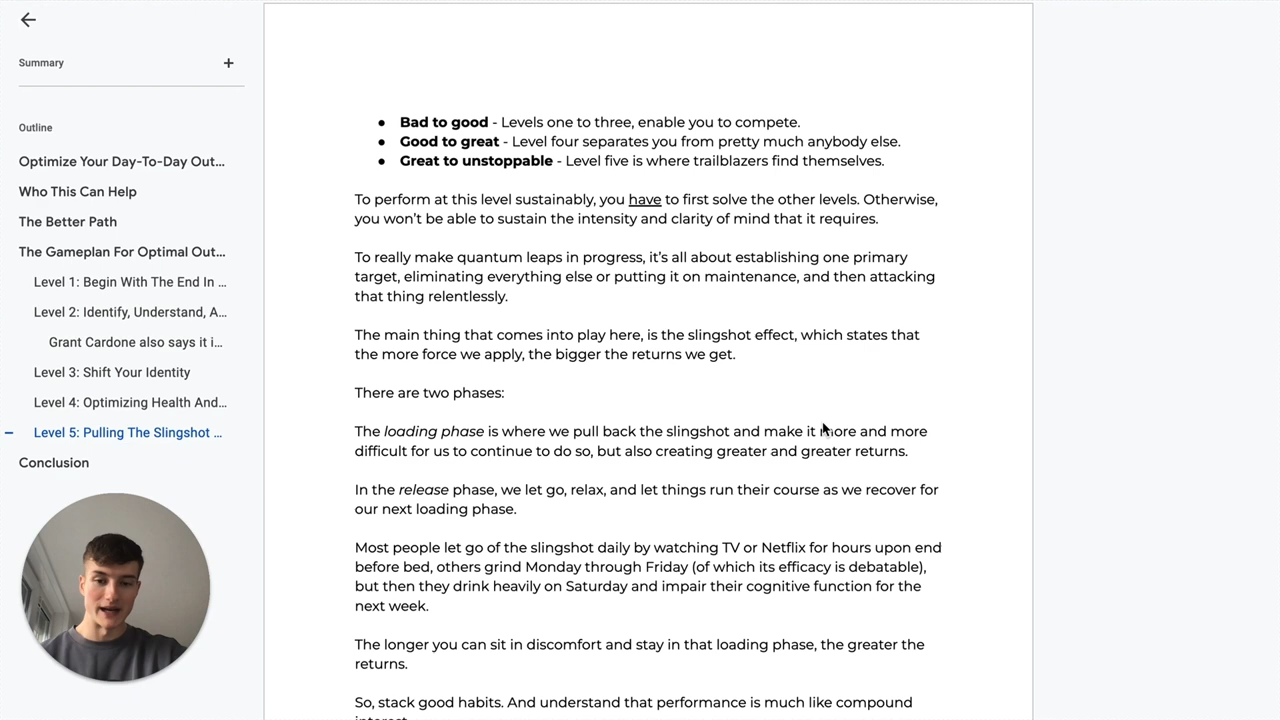 Summary
+
Outline
Optimize Your Day-To-Day Out...
Who This Can Help
The Better Path
The Gameplan For Optimal Out...
Level 1: Begin With The End In ...
Level 2: Identify, Understand, A...
Grant Cardone also says it i...
Level 3: Shift Your Identity
Level 4: Optimizing Health And...
Level 5: Pulling The Slingshot ...
Conclusion
● Bad to good - Levels one to three, enable you to compete.
● Good to great - Level four separates you from pretty much anybody else.
● Great to unstoppable - Level five is where trailblazers find themselves.
To perform at this level sustainably, you have to first solve the other levels. Otherwise,
you won’t be able to sustain the intensity and clarity of mind that it requires.
To really make quantum leaps in progress, it’s all about establishing one primary
target, eliminating everything else or putting it on maintenance, and then attacking
that thing relentlessly.
The main thing that comes into play here, is the slingshot effect, which states that
the more force we apply, the bigger the returns we get.
There are two phases:
The loading phase is where we pull back the slingshot and make it more and more
difficult for us to continue to do so, but also creating greater and greater returns.
In the release phase, we let go, relax, and let things run their course as we recover for
our next loading phase.
Most people let go of the slingshot daily by watching TV or Netflix for hours upon end
before bed, others grind Monday through Friday (of which its efficacy is debatable),
but then they drink heavily on Saturday and impair their cognitive function for the
next week.
The longer you can sit in discomfort and stay in that loading phase, the greater the
returns.
So, stack good habits. And understand that performance is much like compound
interest.